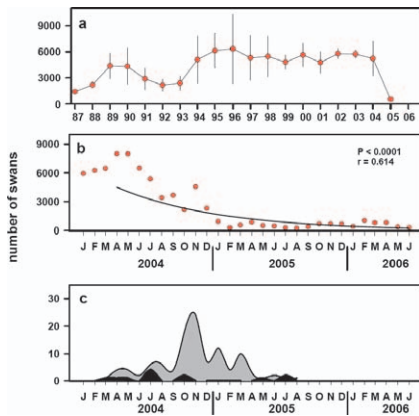 a
9000
6000
3000
0
87 88 89 90 91 92 93 94 95 96 97 98 99 00 01 02 03 04 05 06
number of swans
b
P < 0.0001
r = 0.614
9000
6000
3000
0
J F M A M J J A S O N D J F M A M J J A S O N D J F M A M J
2004 2005 2006
c
30
20
10
0
J F M A M J J A S O N D J F M A M J J A S O N D J F M A M J
2004 2005 2006